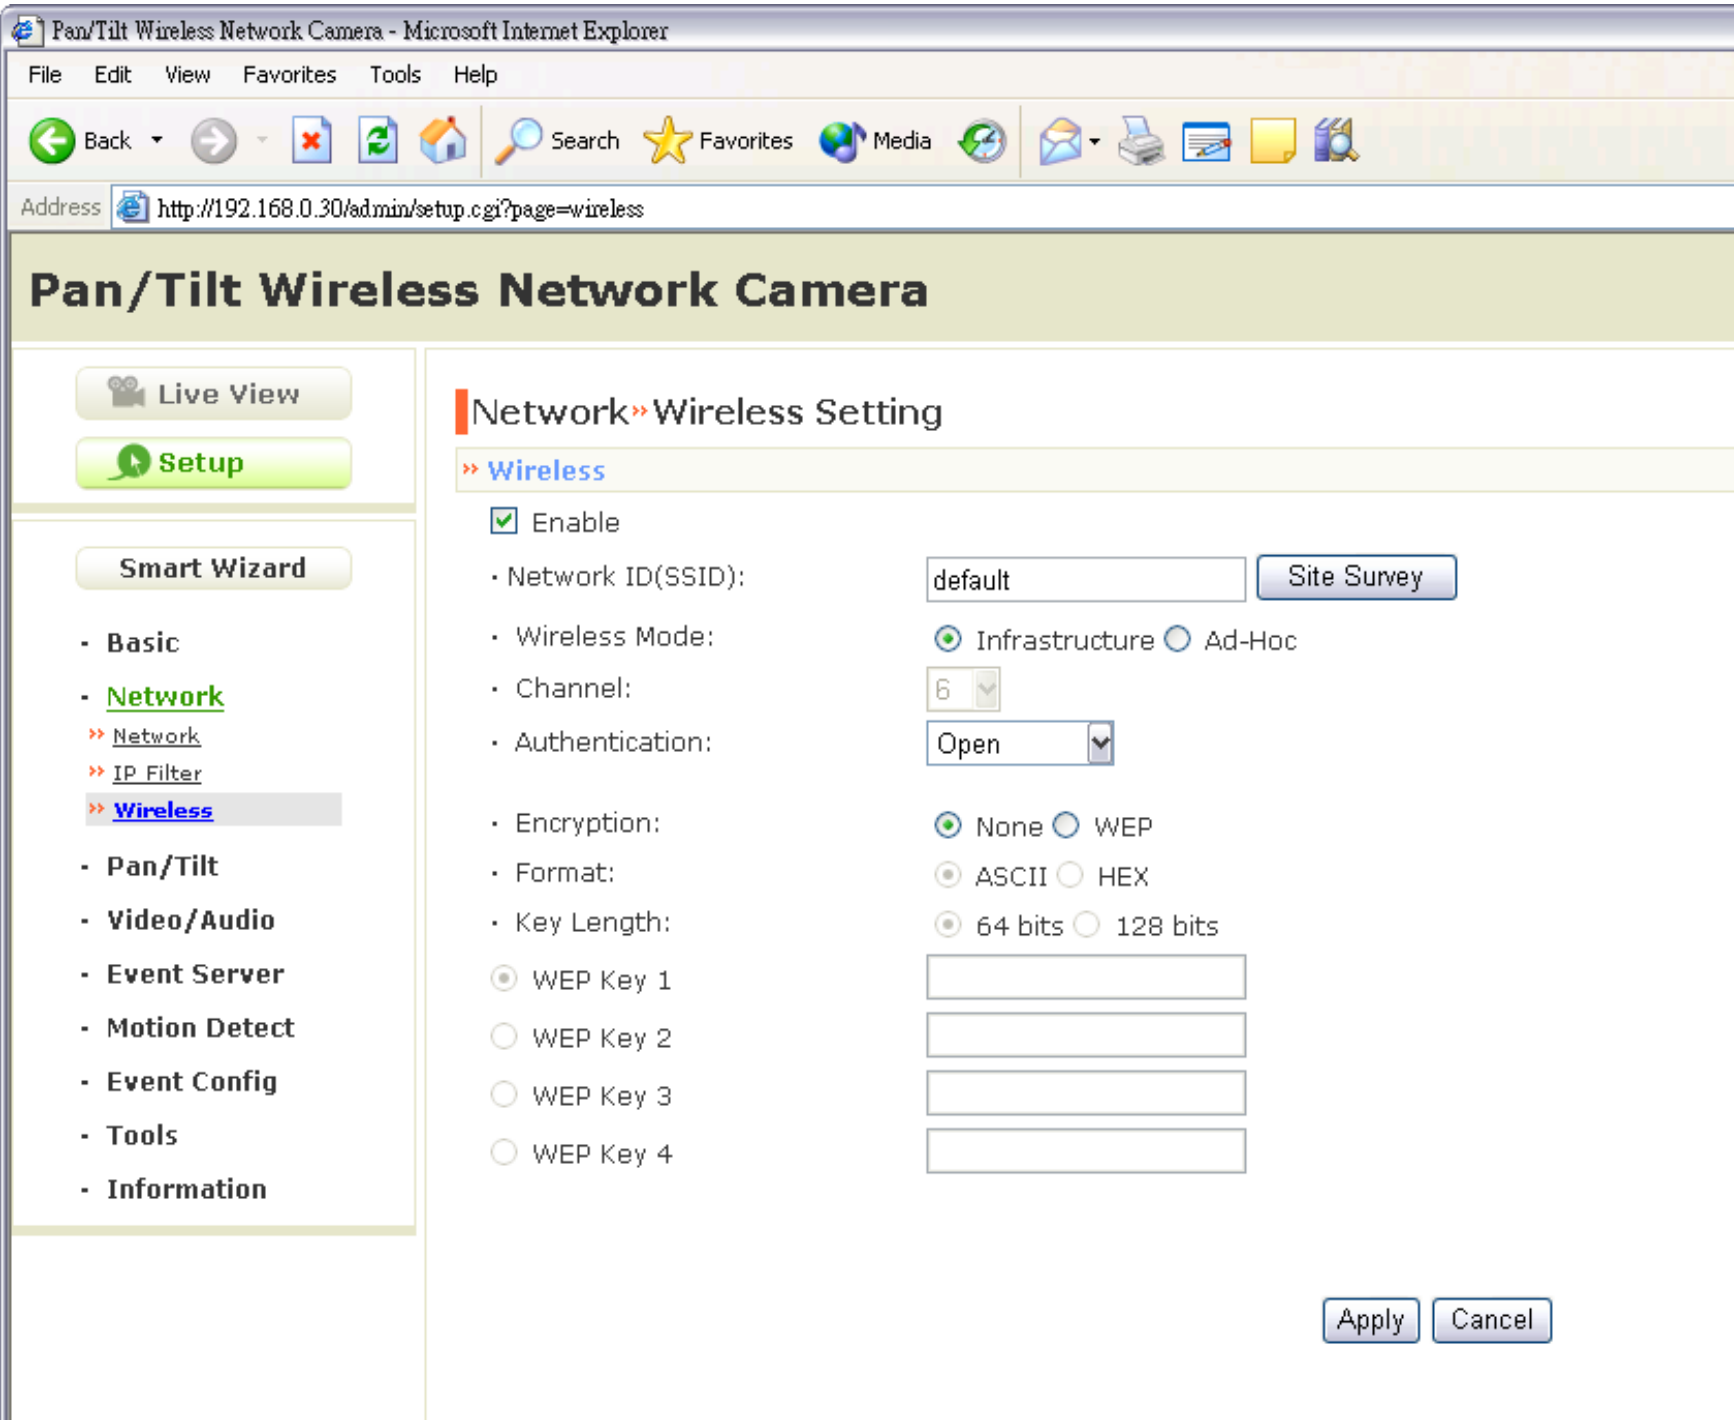 Pan/Tilt Wireless Network Camera - Microsoft Internet Explorer
File Edit View Favorites Tools Help
Back Search Favorites Media
Address http://192.168.0.30/admin/setup.cgi?page=wireless
Pan/Tilt Wireless Network Camera
Live View
Setup
Smart Wizard
- Basic
- Network
» Network
» IP Filter
» Wireless
- Pan/Tilt
- Video/Audio
- Event Server
- Motion Detect
- Event Config
- Tools
- Information
Network»Wireless Setting
» Wireless
Enable
· Network ID(SSID): default Site Survey
· Wireless Mode: Infrastructure Ad-Hoc
· Channel: 6
· Authentication: Open
· Encryption: None WEP
· Format: ASCII HEX
· Key Length: 64 bits 128 bits
WEP Key 1
WEP Key 2
WEP Key 3
WEP Key 4
Apply Cancel